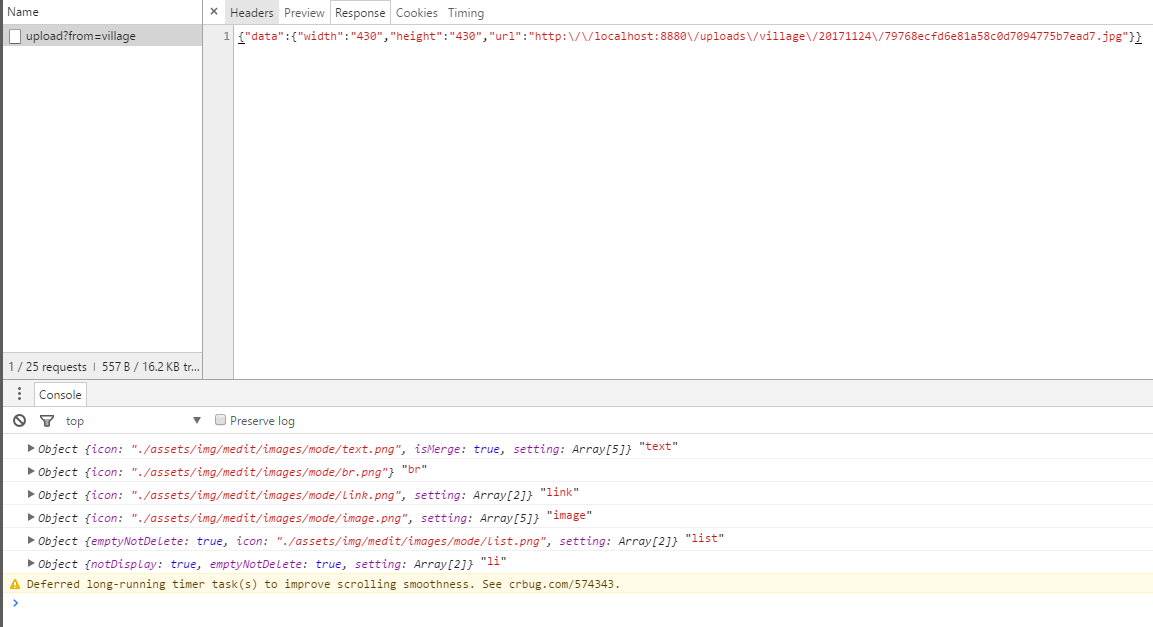 Name
× Headers Preview Response Cookies Timing
upload?from=village
1 {"data":{"width":"430","height":"430","url":"http:\/\/localhost:8880\/uploads\/village\/20171124\/79768ecfd6e81a58c0d7094775b7ead7.jpg"}}
1 / 25 requests | 557 B / 16.2 KB tr...
Console
top ▼ Preserve log
▶Object {icon: "./assets/img/medit/images/mode/text.png", isMerge: true, setting: Array[5]} "text"
▶Object {icon: "./assets/img/medit/images/mode/br.png"} "br"
▶Object {icon: "./assets/img/medit/images/mode/link.png", setting: Array[2]} "link"
▶Object {icon: "./assets/img/medit/images/mode/image.png", setting: Array[5]} "image"
▶Object {emptyNotDelete: true, icon: "./assets/img/medit/images/mode/list.png", setting: Array[2]} "list"
▶Object {notDisplay: true, emptyNotDelete: true, setting: Array[2]} "li"
Deferred long-running timer task(s) to improve scrolling smoothness. See crbug.com/574343.
>